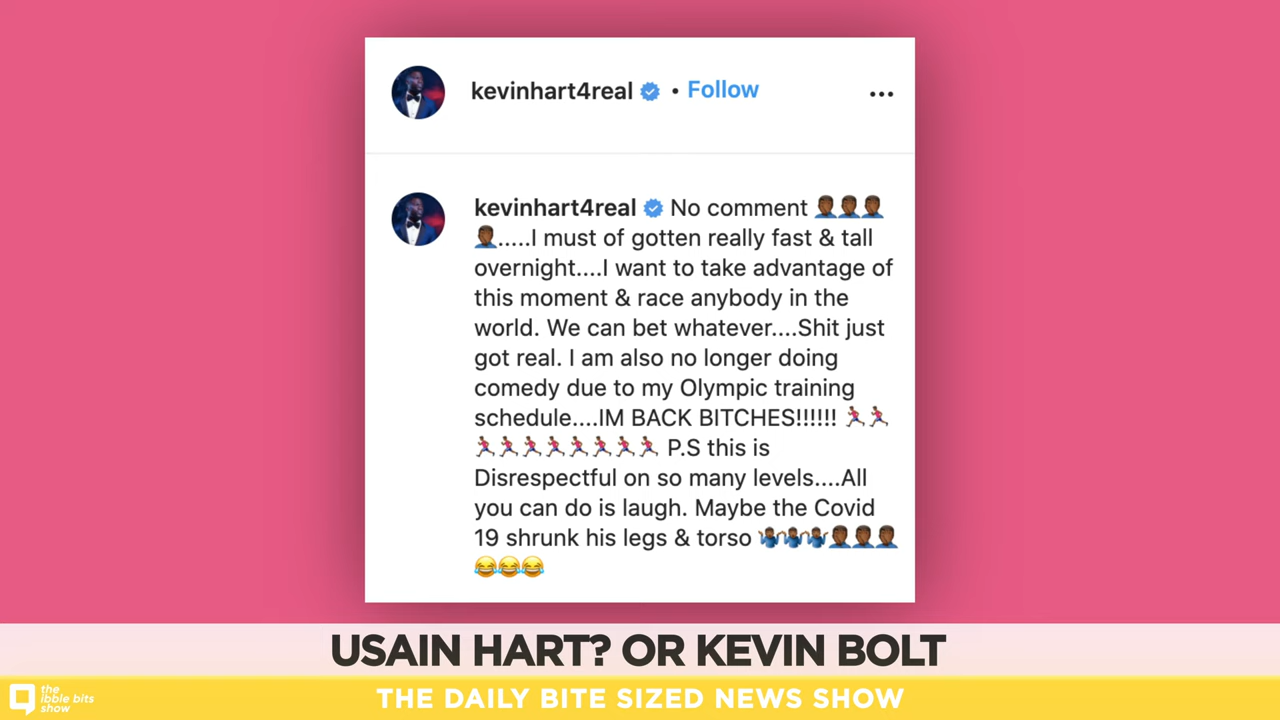 kevinhart4real • Follow
...
kevinhart4real No comment 🤦🏾‍♂️🤦🏾‍♂️🤦🏾‍♂️
🤦🏾‍♂️.....I must of gotten really fast & tall
overnight....I want to take advantage of
this moment & race anybody in the
world. We can bet whatever....Shit just
got real. I am also no longer doing
comedy due to my Olympic training
schedule....IM BACK BITCHES!!!!!! 🏃🏾‍♂️🏃🏾‍♂️
🏃🏾‍♂️🏃🏾‍♂️🏃🏾‍♂️🏃🏾‍♂️🏃🏾‍♂️🏃🏾‍♂️🏃🏾‍♂️🏃🏾‍♂️ P.S this is
Disrespectful on so many levels....All
you can do is laugh. Maybe the Covid
19 shrunk his legs & torso 🤷🏾‍♂️🤷🏾‍♂️🤷🏾‍♂️🤦🏾‍♂️🤦🏾‍♂️🤦🏾‍♂️
😂😂😂
USAIN HART? OR KEVIN BOLT
the
ibble bits
show
THE DAILY BITE SIZED NEWS SHOW